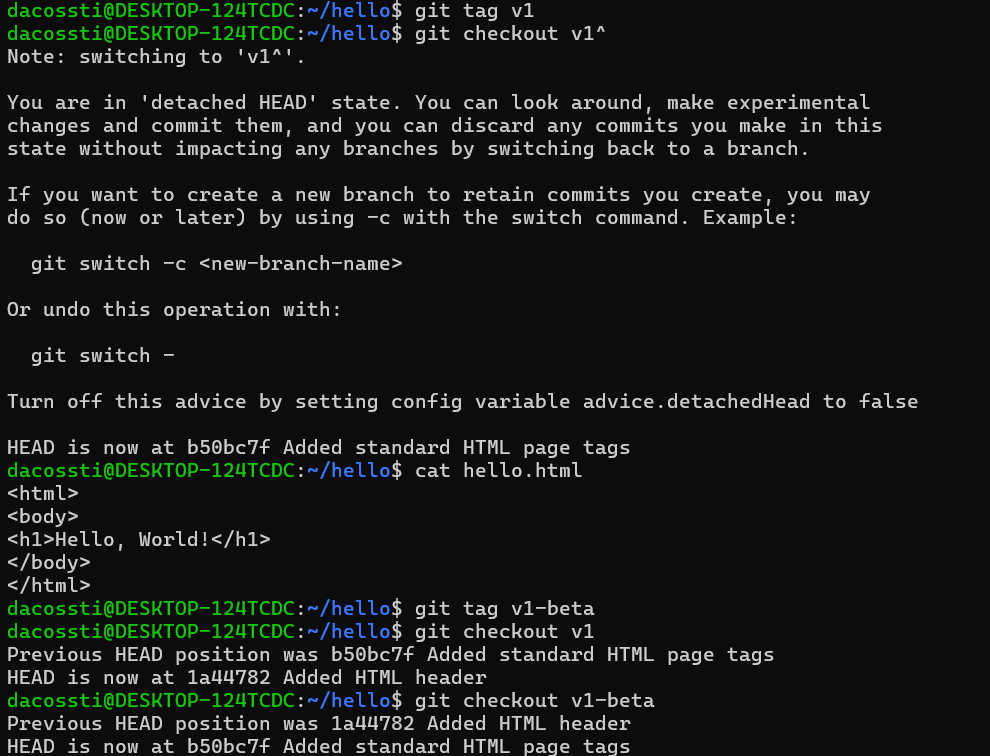 dacossti@DESKTOP-124TCDC:~/hello$ git tag v1
dacossti@DESKTOP-124TCDC:~/hello$ git checkout v1^
Note: switching to 'v1^'.

You are in 'detached HEAD' state. You can look around, make experimental
changes and commit them, and you can discard any commits you make in this
state without impacting any branches by switching back to a branch.

If you want to create a new branch to retain commits you create, you may
do so (now or later) by using -c with the switch command. Example:

  git switch -c <new-branch-name>

Or undo this operation with:

  git switch -

Turn off this advice by setting config variable advice.detachedHead to false

HEAD is now at b50bc7f Added standard HTML page tags
dacossti@DESKTOP-124TCDC:~/hello$ cat hello.html
<html>
<body>
<h1>Hello, World!</h1>
</body>
</html>
dacossti@DESKTOP-124TCDC:~/hello$ git tag v1-beta
dacossti@DESKTOP-124TCDC:~/hello$ git checkout v1
Previous HEAD position was b50bc7f Added standard HTML page tags
HEAD is now at 1a44782 Added HTML header
dacossti@DESKTOP-124TCDC:~/hello$ git checkout v1-beta
Previous HEAD position was 1a44782 Added HTML header
HEAD is now at b50bc7f Added standard HTML page tags